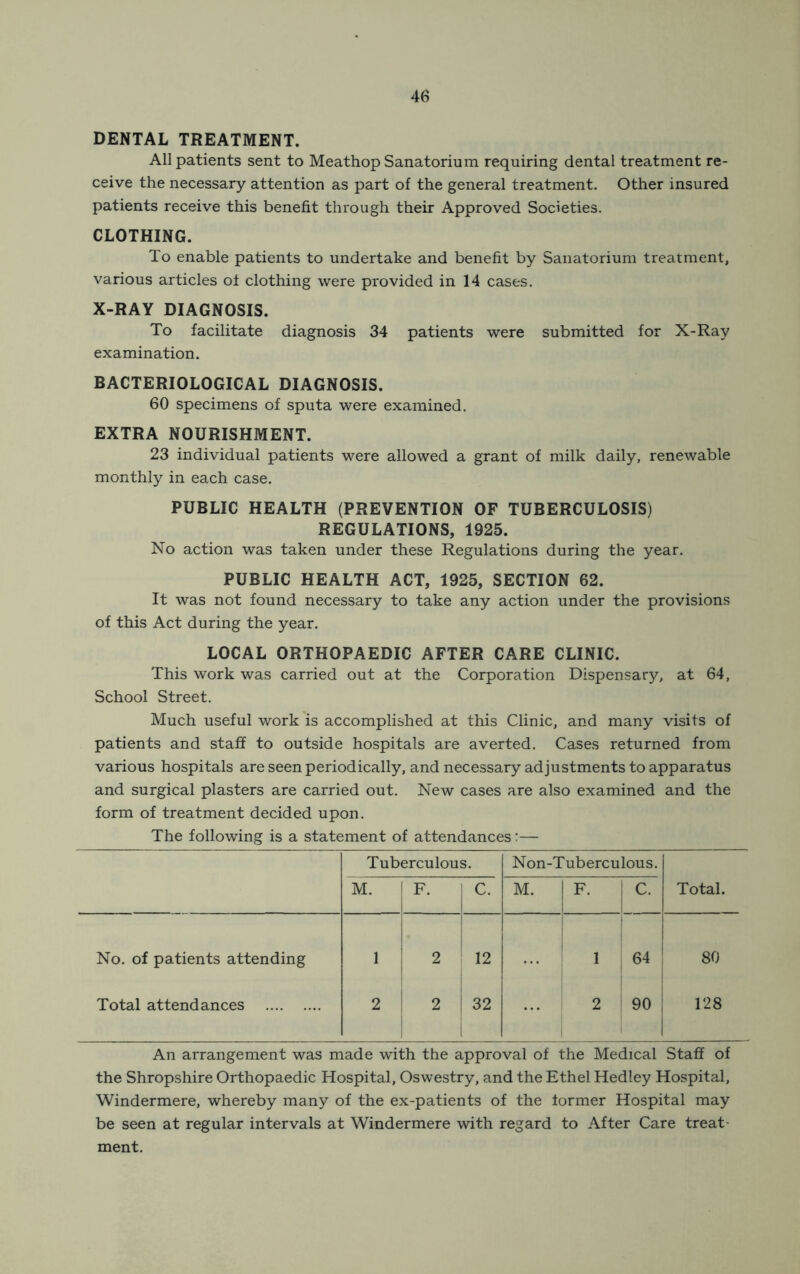 46
DENTAL TREATMENT.
All patients sent to Meathop Sanatorium requiring dental treatment re-
ceive the necessary attention as part of the general treatment. Other insured
patients receive this benefit through their Approved Societies.
CLOTHING.
To enable patients to undertake and benefit by Sanatorium treatment,
various articles of clothing were provided in 14 cases.
X-RAY DIAGNOSIS.
To facilitate diagnosis 34 patients were submitted for X-Ray
examination.
BACTERIOLOGICAL DIAGNOSIS.
60 specimens of sputa were examined.
EXTRA NOURISHMENT.
23 individual patients were allowed a grant of milk daily, renewable
monthly in each case.
PUBLIC HEALTH (PREVENTION OF TUBERCULOSIS)
REGULATIONS, 1925.
No action was taken under these Regulations during the year.
PUBLIC HEALTH ACT, 1925, SECTION 62.
It was not found necessary to take any action under the provisions
of this Act during the year.
LOCAL ORTHOPAEDIC AFTER CARE CLINIC.
This work was carried out at the Corporation Dispensary, at 64,
School Street.
Much useful work is accomplished at this Clinic, and many visits of
patients and staff to outside hospitals are averted. Cases returned from
various hospitals are seen periodically, and necessary adjustments to apparatus
and surgical plasters are carried out. New cases are also examined and the
form of treatment decided upon.
The following is a statement of attendances:—
Tuberculous. Non-Tuberculous.
M. F. C. M. F. C. Total.
No. of patients attending 1 2 12 ... 1 64 80
Total attendances ..... .... 2 2 32 ... 2 90 128
An arrangement was made with the approval of the Medical Staff of
the Shropshire Orthopaedic Hospital, Oswestry, and the Ethel Hedley Hospital,
Windermere, whereby many of the ex-patients of the former Hospital may
be seen at regular intervals at Windermere with regard to After Care treat-
ment.